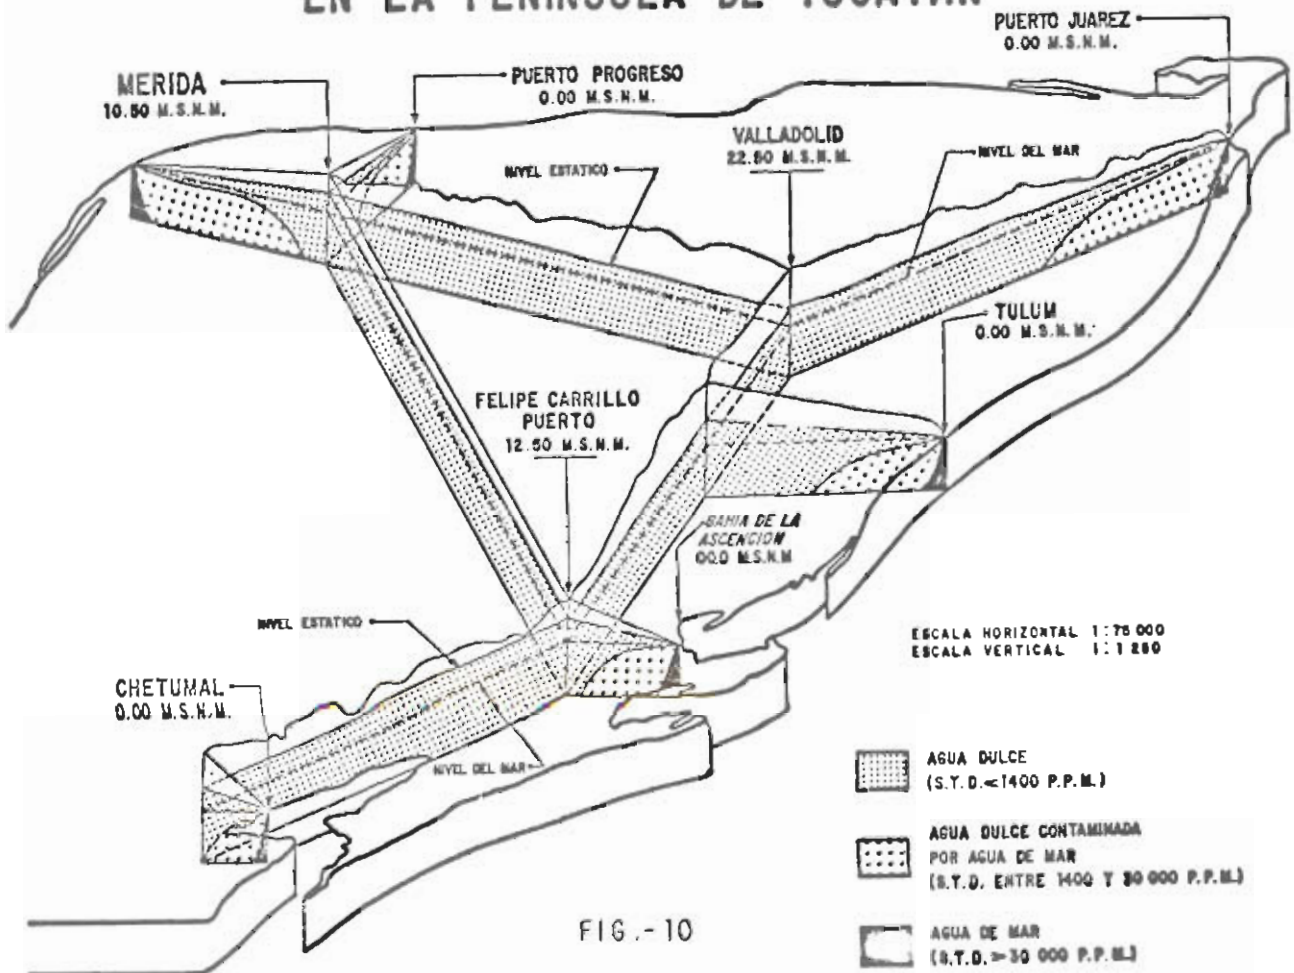 EN LA PENINSULA DE YUCATAN
PUERTO JUAREZ
0.00 M.S.N.M.
MERIDA
10.50 M.S.N.M.
PUERTO PROGRESO
0.00 M.S.N.M.
VALLADOLID
22.50 M.S.N.M.
NIVEL ESTATICO
NIVEL DEL MAR
TULUM
0.00 M.S.N.M.
FELIPE CARRILLO
PUERTO
12.50 M.S.N.M.
BAHIA DE LA
ASCENCION
00.0 M.S.N.M
NIVEL ESTATICO
ESCALA HORIZONTAL 1:75 000
ESCALA VERTICAL 1:1 250
CHETUMAL
0.00 M.S.N.M.
NIVEL DEL MAR
AGUA DULCE
(S.T.D.<1400 P.P.M.)
AGUA DULCE CONTAMINADA
POR AGUA DE MAR
(S.T.D. ENTRE 1400 Y 30 000 P.P.M.)
FIG.-10
AGUA DE MAR
(S.T.D.>30 000 P.P.M.)